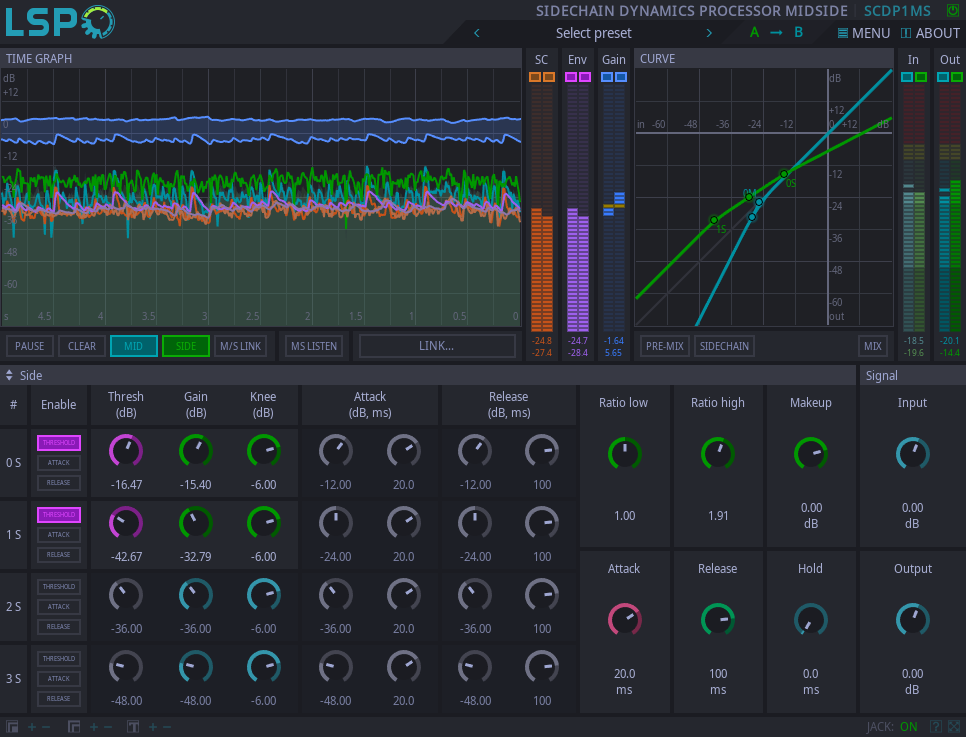 LSP
SIDECHAIN DYNAMICS PROCESSOR MIDSIDE SCDP1MS
Select preset
A → B
MENU
ABOUT
TIME GRAPH
SC Env Gain
CURVE
In Out
dB
+12
0
-12
-48
-60
s 4.5 4 3.5 3 2.5 2 1.5 1 0.5 0
dB
in -60 -48 -36 -24 -12 0 +12 dB
-12
-24
-36
-48
-60
out
0S
1S
-24.8 -24.7 -1.64
-27.4 -28.4 5.65
-18.5 -20.1
-19.6 -14.4
PAUSE CLEAR MID SIDE M/S LINK MS LISTEN LINK...
PRE-MIX SIDECHAIN MIX
Side
Signal
# Enable
Thresh (dB)
Gain (dB)
Knee (dB)
Attack (dB, ms)
Release (dB, ms)
Ratio low Ratio high Makeup Input
0 S
THRESHOLD
ATTACK
RELEASE
-16.47 -15.40 -6.00 -12.00 20.0 -12.00 100
1.00 1.91 0.00 dB 0.00 dB
1 S
THRESHOLD
ATTACK
RELEASE
-42.67 -32.79 -6.00 -24.00 20.0 -24.00 100
Attack Release Hold Output
2 S
THRESHOLD
ATTACK
RELEASE
-36.00 -36.00 -6.00 -36.00 20.0 -36.00 100
3 S
THRESHOLD
ATTACK
RELEASE
-48.00 -48.00 -6.00 -48.00 20.0 -48.00 100
20.0 ms 100 ms 0.0 ms 0.00 dB
+ − + − T + −
JACK: ON ?